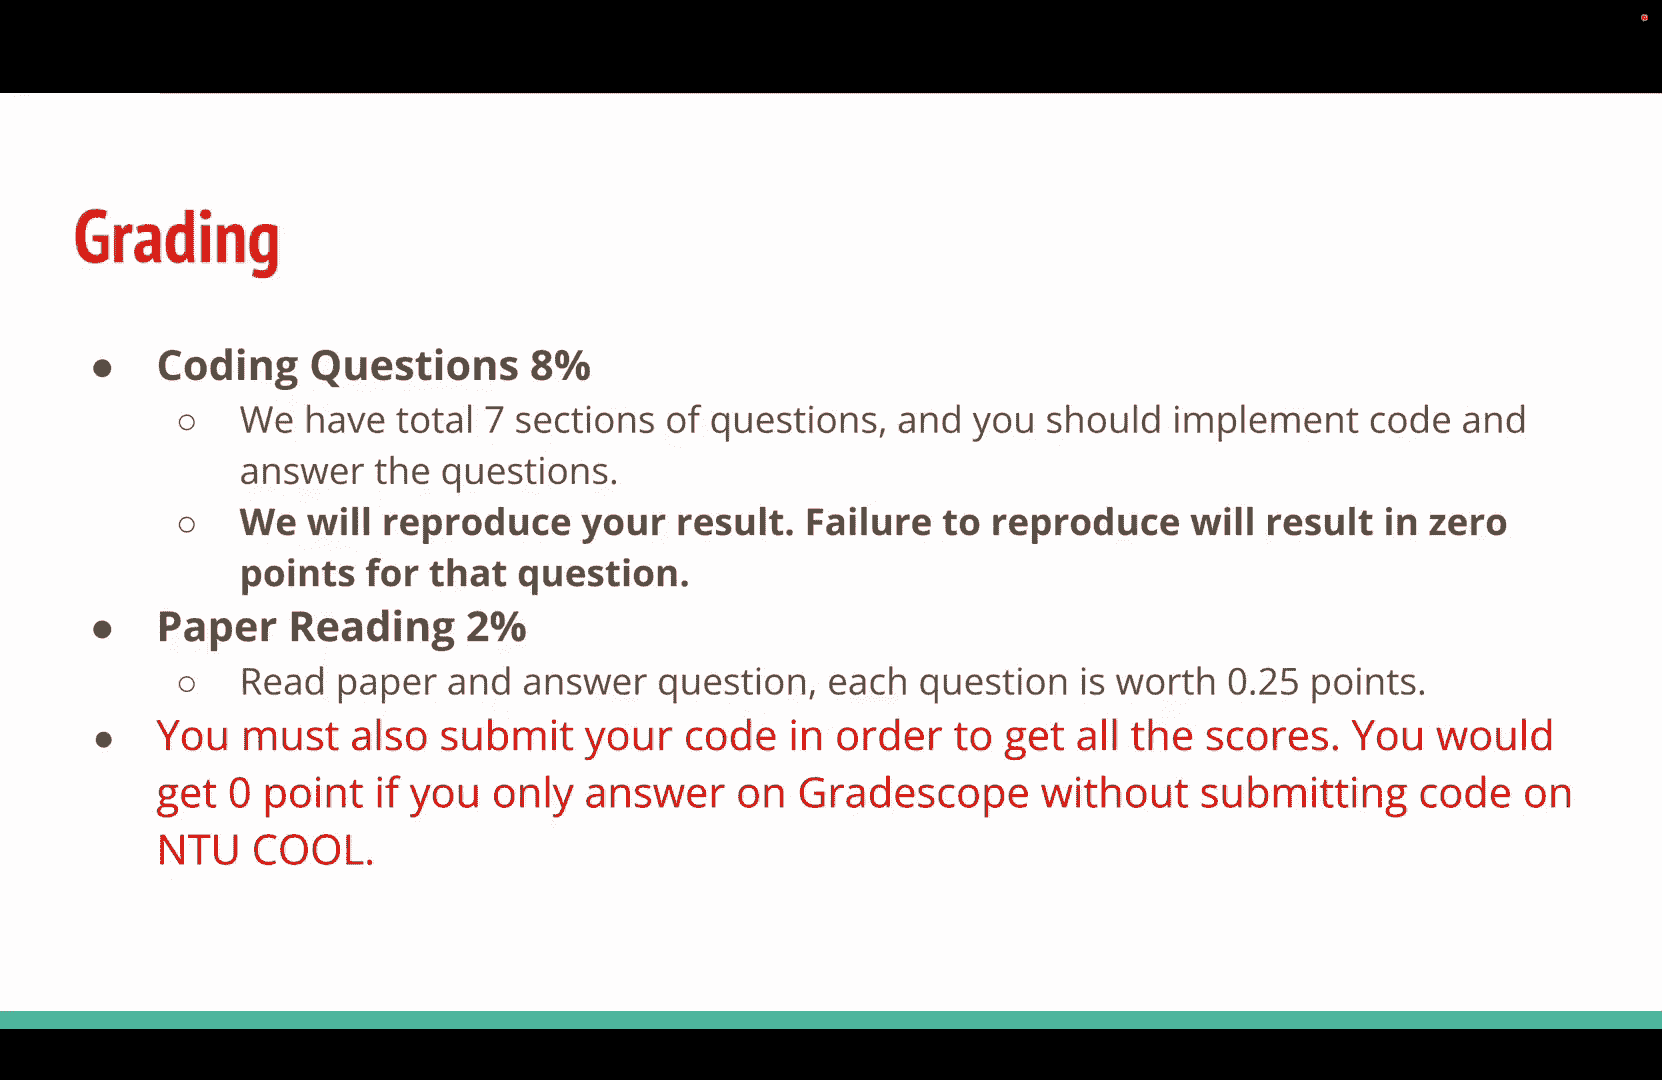 Grading
● Coding Questions 8%
○ We have total 7 sections of questions, and you should implement code and
answer the questions.
○ We will reproduce your result. Failure to reproduce will result in zero
points for that question.
● Paper Reading 2%
○ Read paper and answer question, each question is worth 0.25 points.
● You must also submit your code in order to get all the scores. You would
get 0 point if you only answer on Gradescope without submitting code on
NTU COOL.